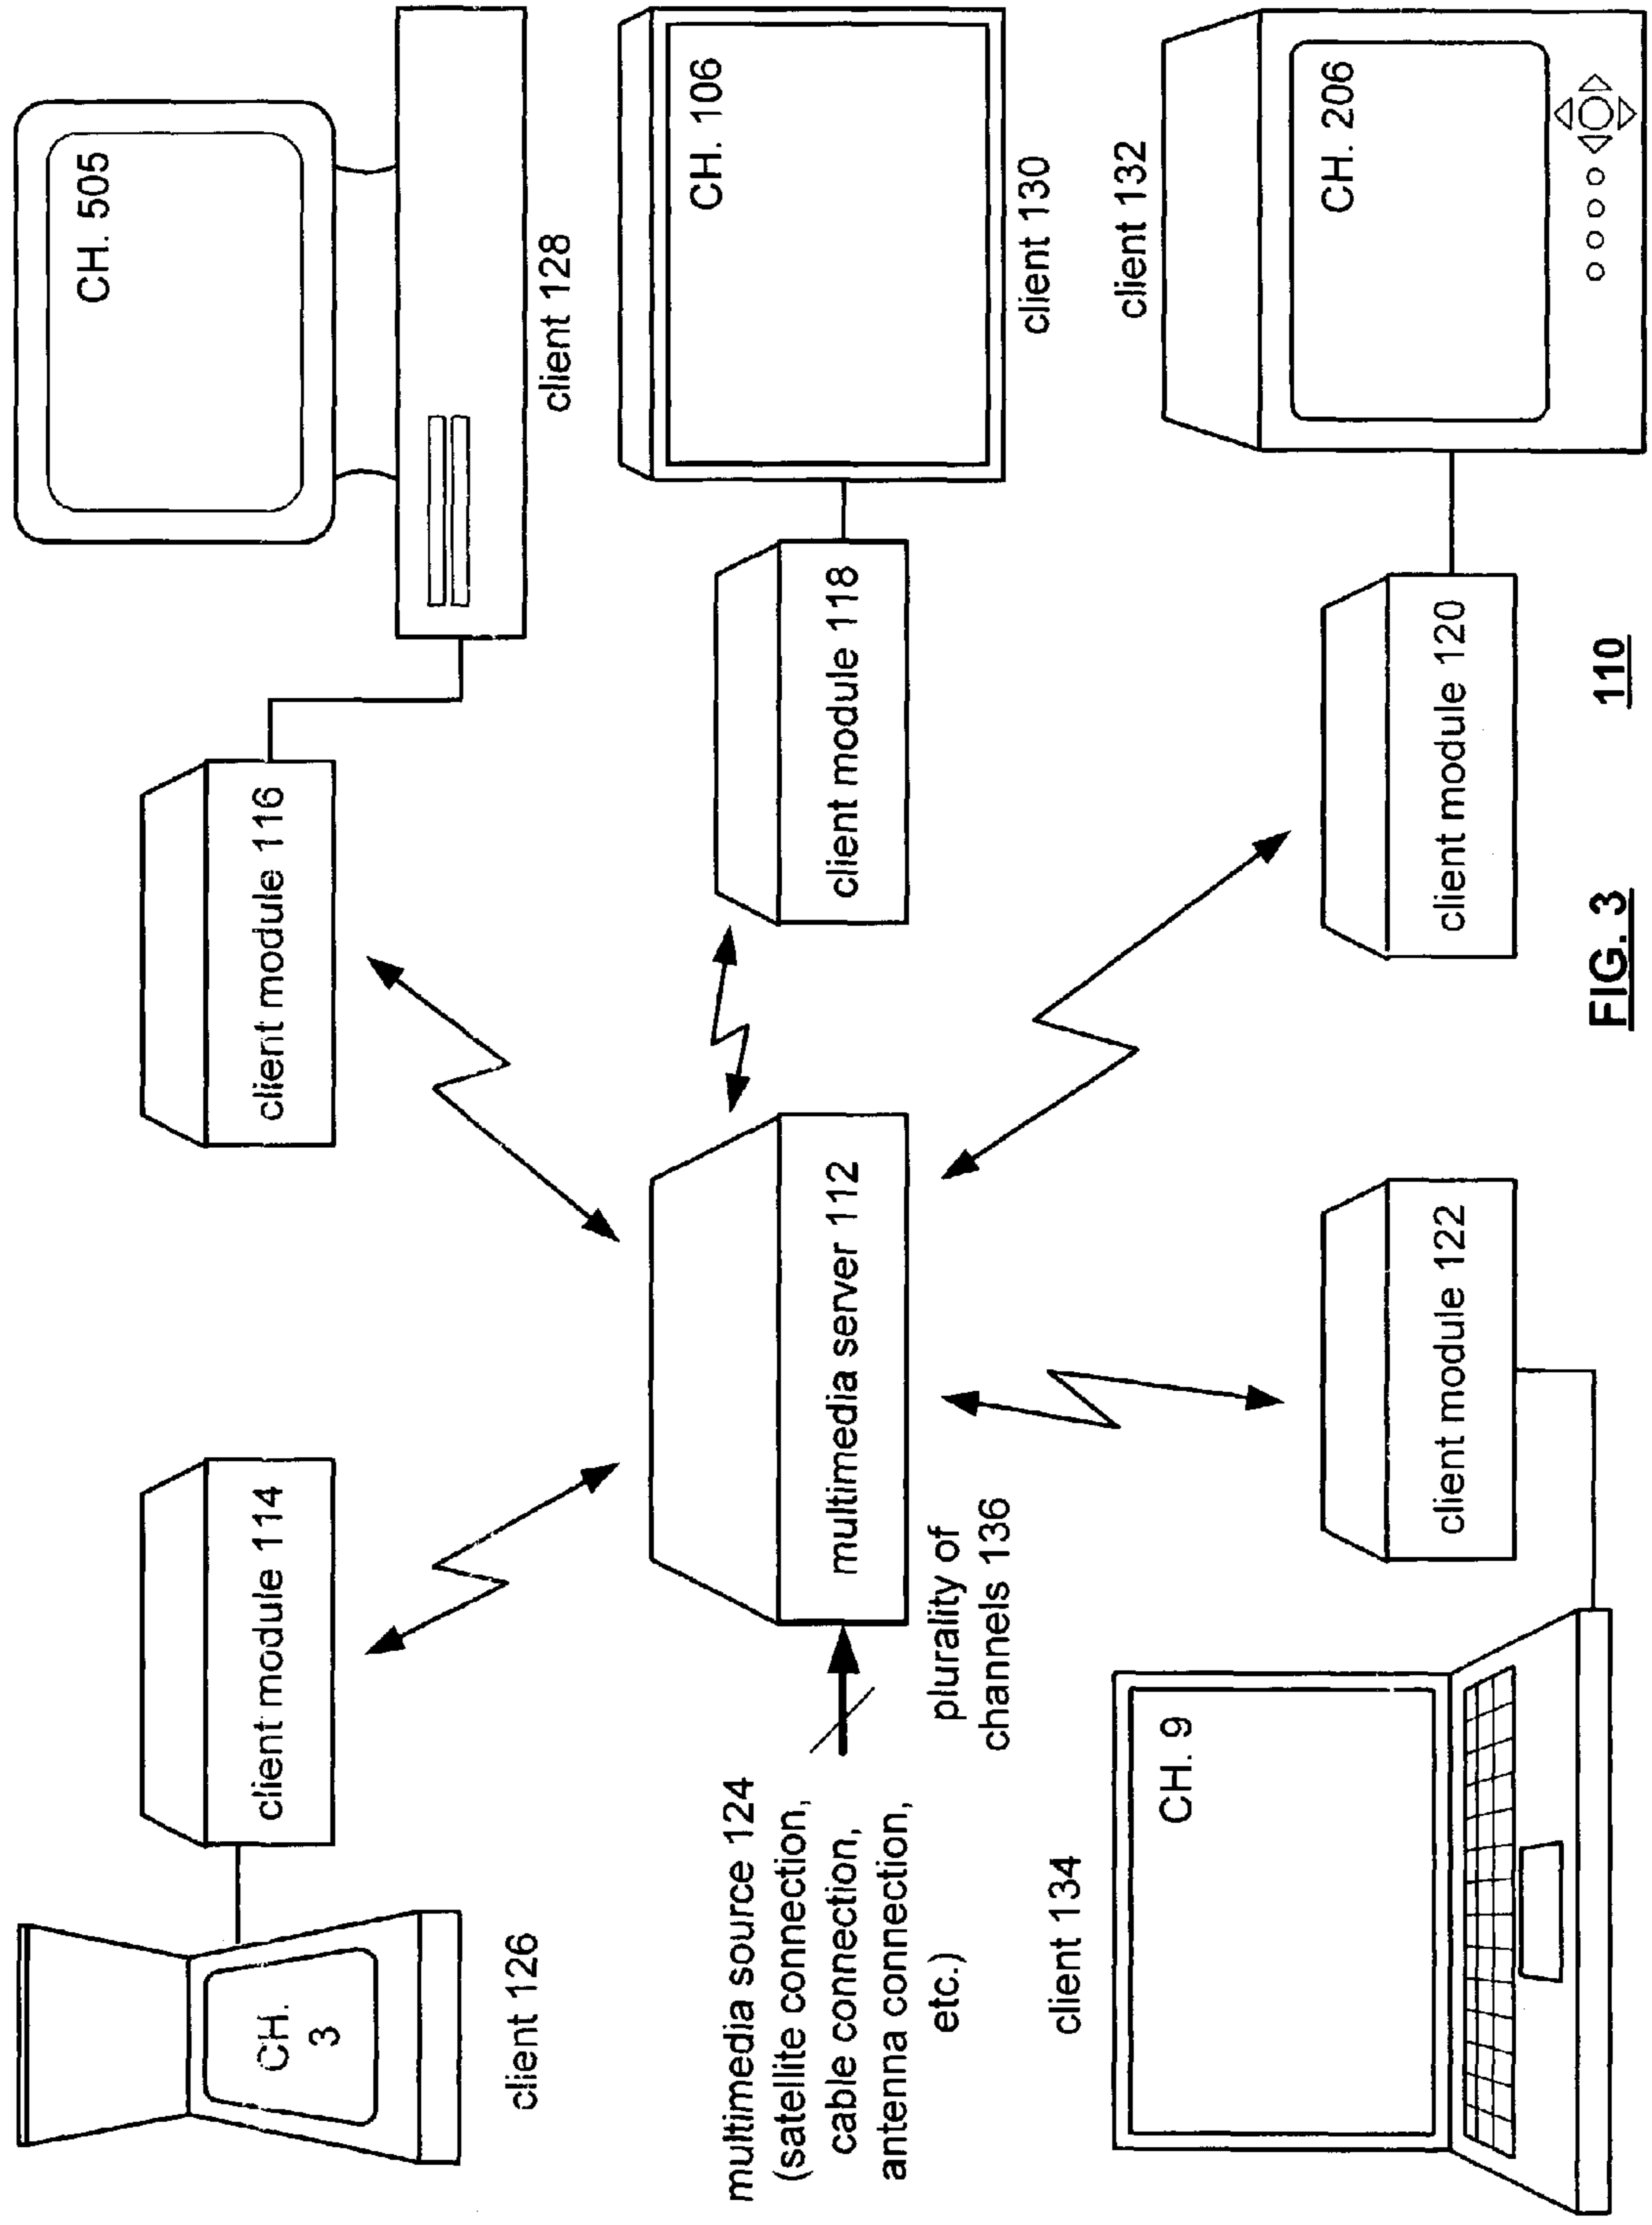 CH.
3
client 126
client module 114
client module 116
CH. 505
client 128
multimedia source 124
(satellite connection,
cable connection,
antenna connection,
etc.)
plurality of
channels 136
multimedia server 112
client module 118
CH. 106
client 130
client 134
CH. 9
client module 122
client module 120
client 132
CH. 206
FIG. 3
110